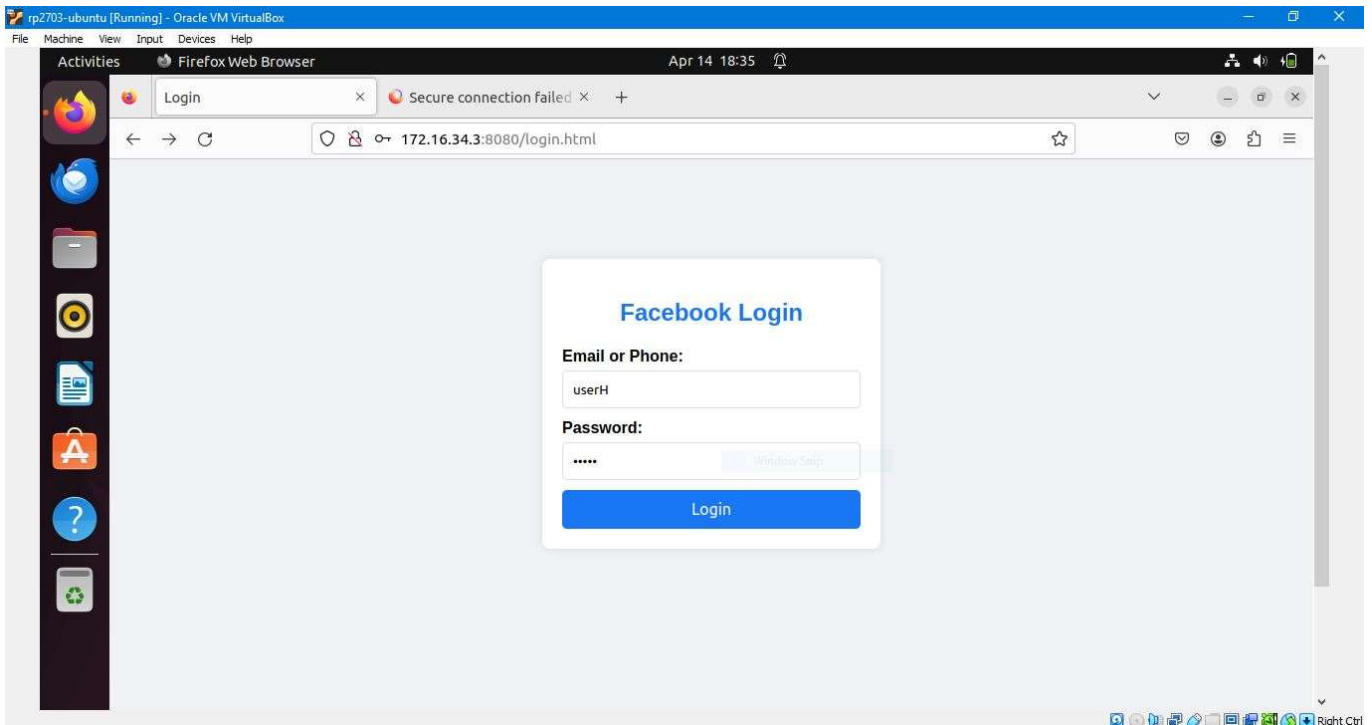 rp2703-ubuntu [Running] - Oracle VM VirtualBox
File Machine View Input Devices Help
Activities Firefox Web Browser Apr 14 18:35
Login Secure connection failed
172.16.34.3:8080/login.html
Facebook Login
Email or Phone:
userH
Password:
•••••
Window Snip
Login
Right Ctrl